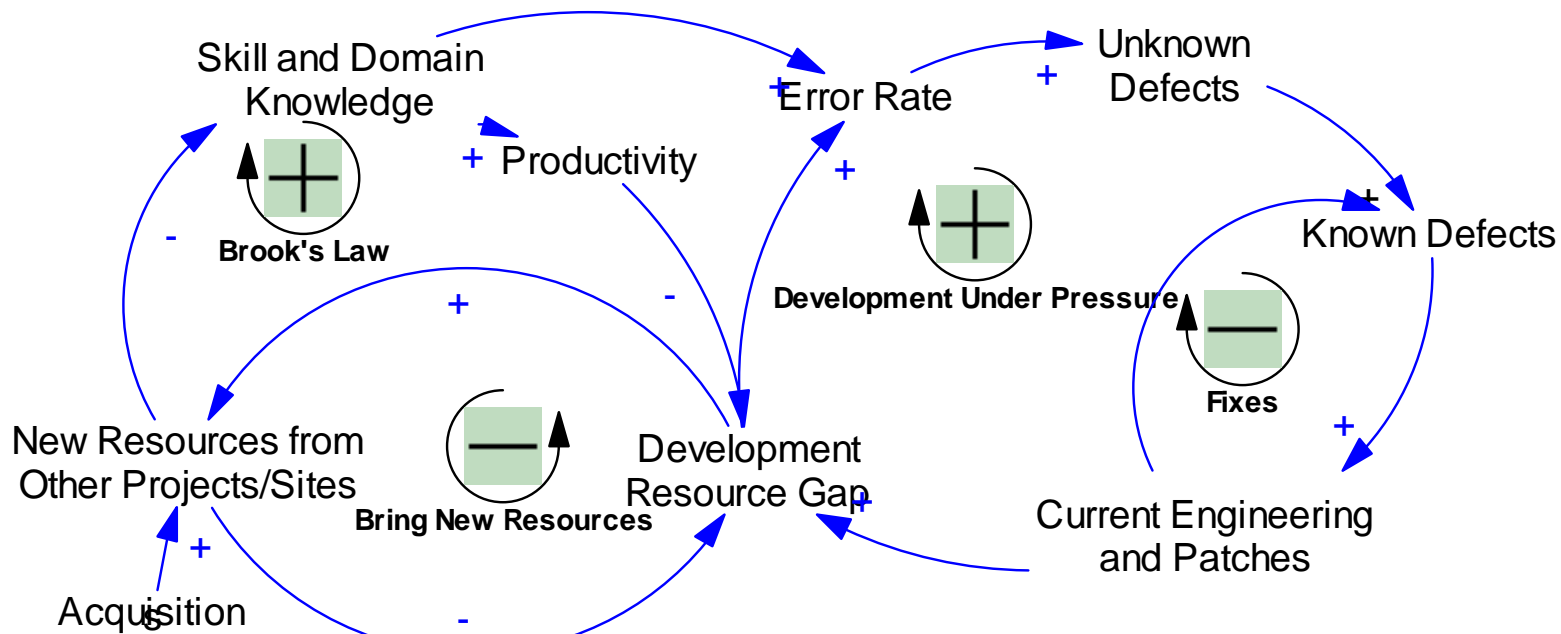 Skill and Domain
Knowledge
Unknown
Defects
+
+
Error Rate
-
+
Productivity
+
+
-
Brook's Law
+
Known Defects
+
-
Development Under Pressure
-
Fixes
+
New Resources from
Other Projects/Sites
-
Development
Resource Gap
+
Bring New Resources
Current Engineering
and Patches
+
Acquisition
s
-